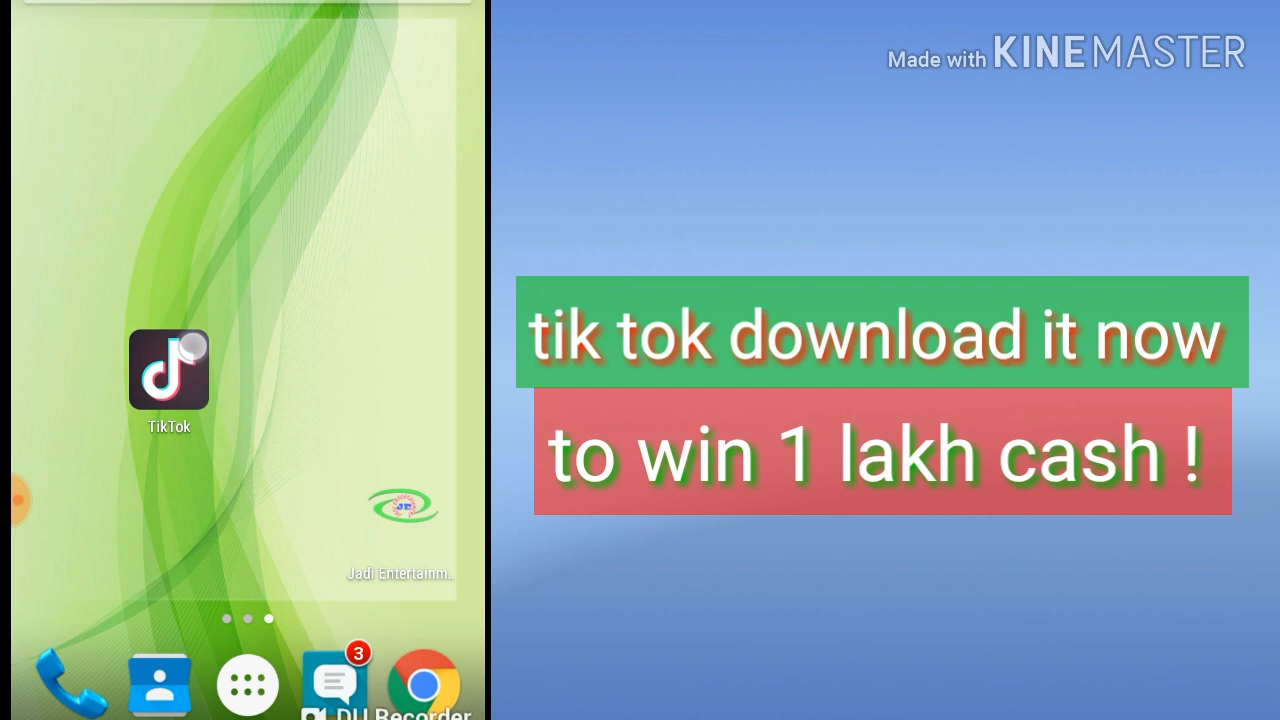 Made with KINEMASTER
tik tok download it now
to win 1 lakh cash !
TikTok
JE
Jadi Entertainm..
3
DU Recorder